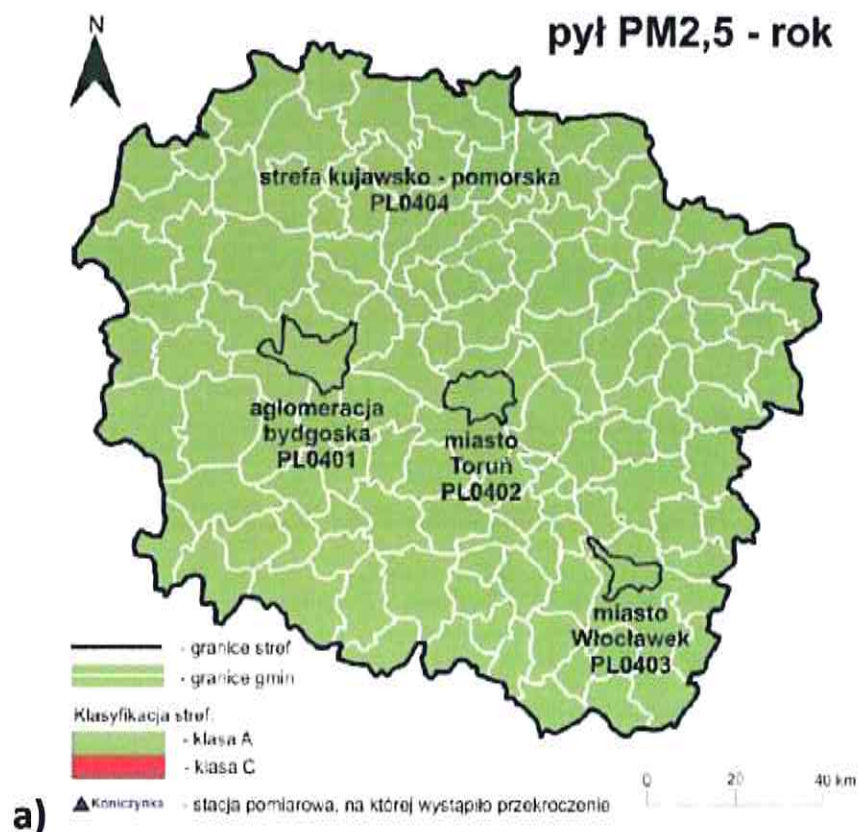 N
pył PM2,5 - rok
strefa kujawsko - pomorska
PL0404
aglomeracja
bydgoska
PL0401
miasto
Toruń
PL0402
miasto
Włocławek
PL0403
- granice stref
- granice gmin
Klasyfikacja stref:
- klasa A
- klasa C
Koniczynka - stacja pomiarowa, na której wystąpiło przekroczenie
0 20 40 km
a)